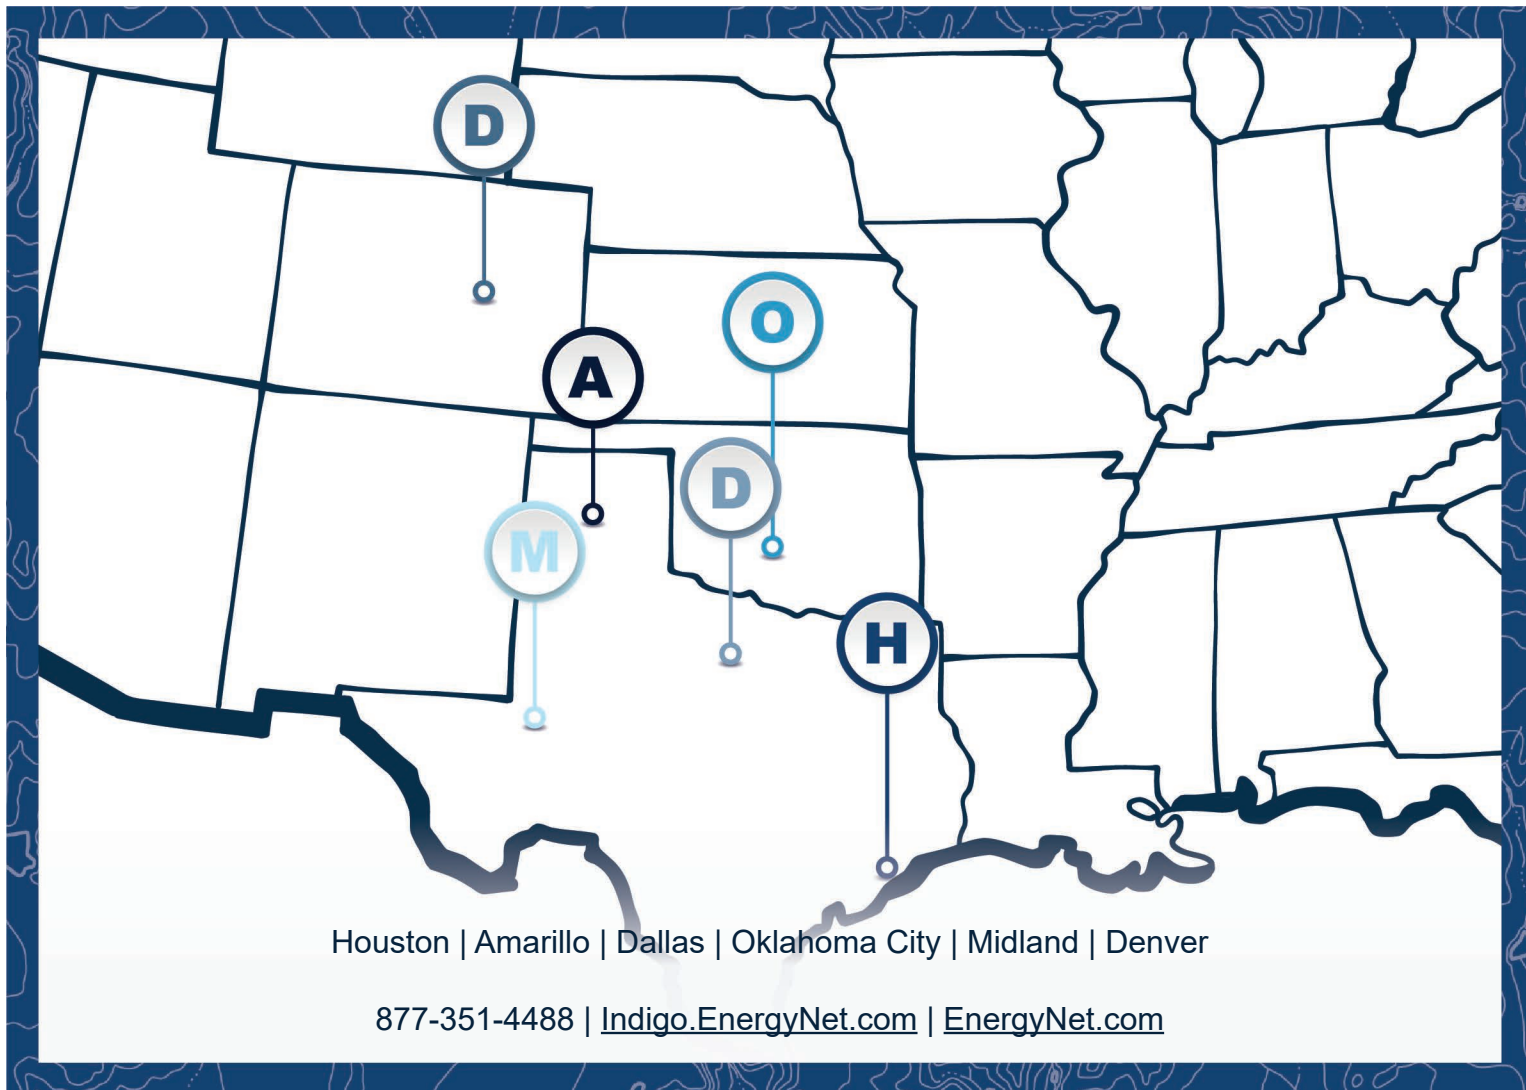 D
O
A
D
M
H
Houston | Amarillo | Dallas | Oklahoma City | Midland | Denver
877-351-4488 | Indigo.EnergyNet.com | EnergyNet.com